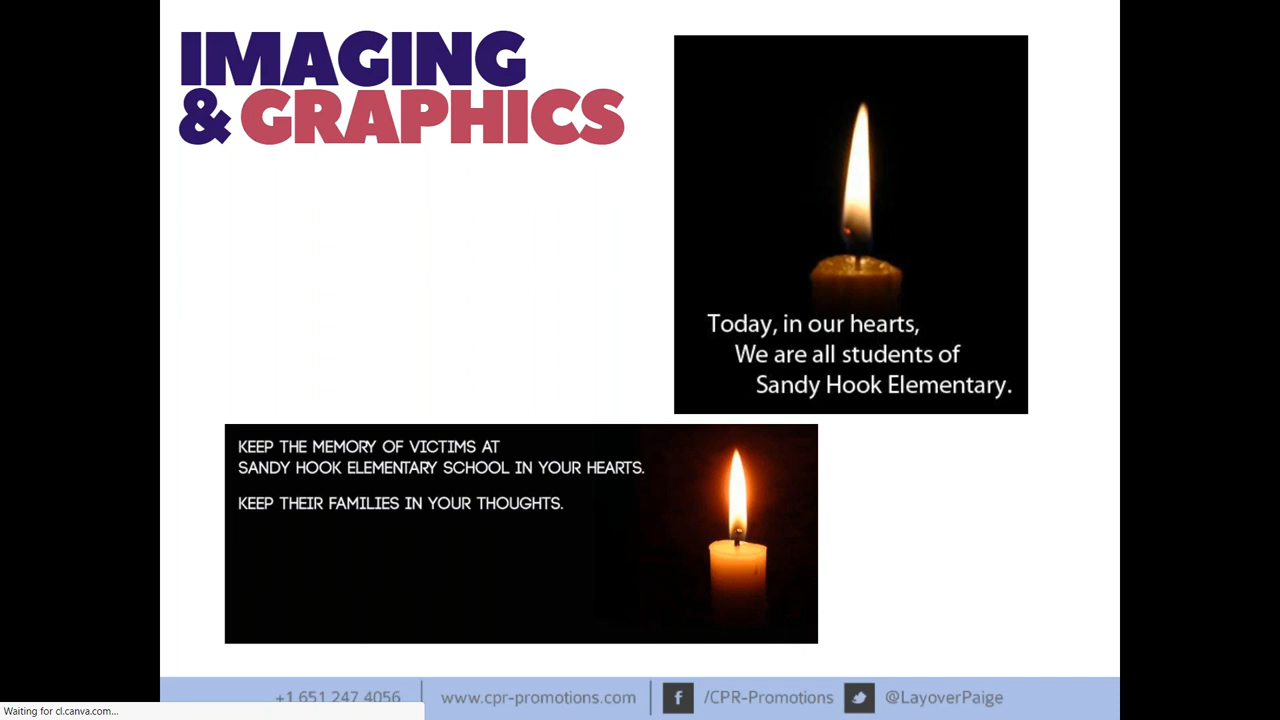 IMAGING
& GRAPHICS
Today, in our hearts,
We are all students of
Sandy Hook Elementary.
KEEP THE MEMORY OF VICTIMS AT
SANDY HOOK ELEMENTARY SCHOOL IN YOUR HEARTS.
KEEP THEIR FAMILIES IN YOUR THOUGHTS.
+1 651 247 4056 www.cpr-promotions.com f /CPR-Promotions @LayoverPaige
Waiting for cl.canva.com...